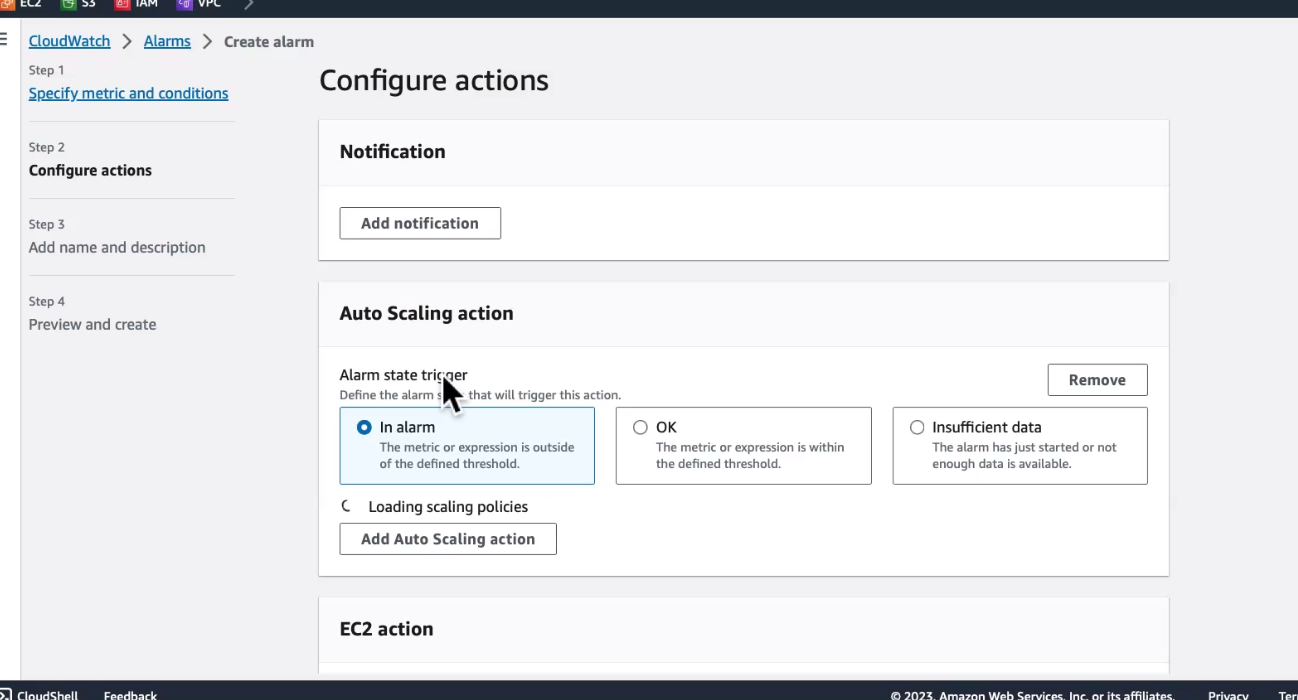 EC2 S3 IAM VPC
CloudWatch Alarms Create alarm
Step 1
Specify metric and conditions
Step 2
Configure actions
Step 3
Add name and description
Step 4
Preview and create
Configure actions
Notification
Add notification
Auto Scaling action
Alarm state trigger
Define the alarm that will trigger this action.
Remove
In alarm
The metric or expression is outside
of the defined threshold.
OK
The metric or expression is within
the defined threshold.
Insufficient data
The alarm has just started or not
enough data is available.
Loading scaling policies
Add Auto Scaling action
EC2 action
CloudShell Feedback © 2023, Amazon Web Services, Inc. or its affiliates. Privacy